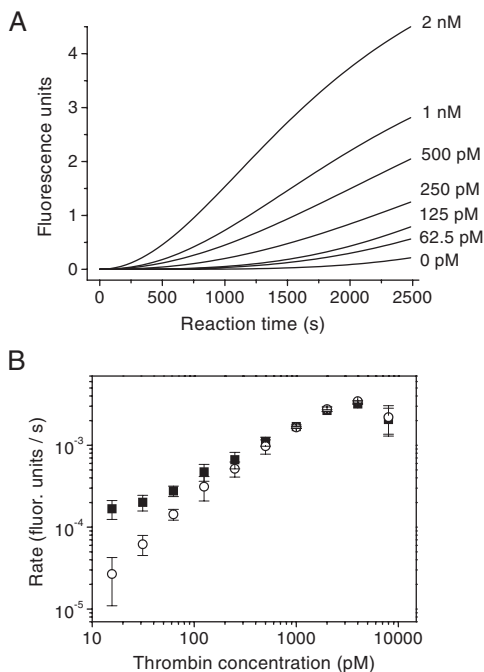 A
Fluorescence units
4
3
2
1
0
2 nM
1 nM
500 pM
250 pM
125 pM
62.5 pM
0 pM
0 500 1000 1500 2000 2500
Reaction time (s)
B
Rate (fluor. units / s)
10⁻³
10⁻⁴
10⁻⁵
10 100 1000 10000
Thrombin concentration (pM)